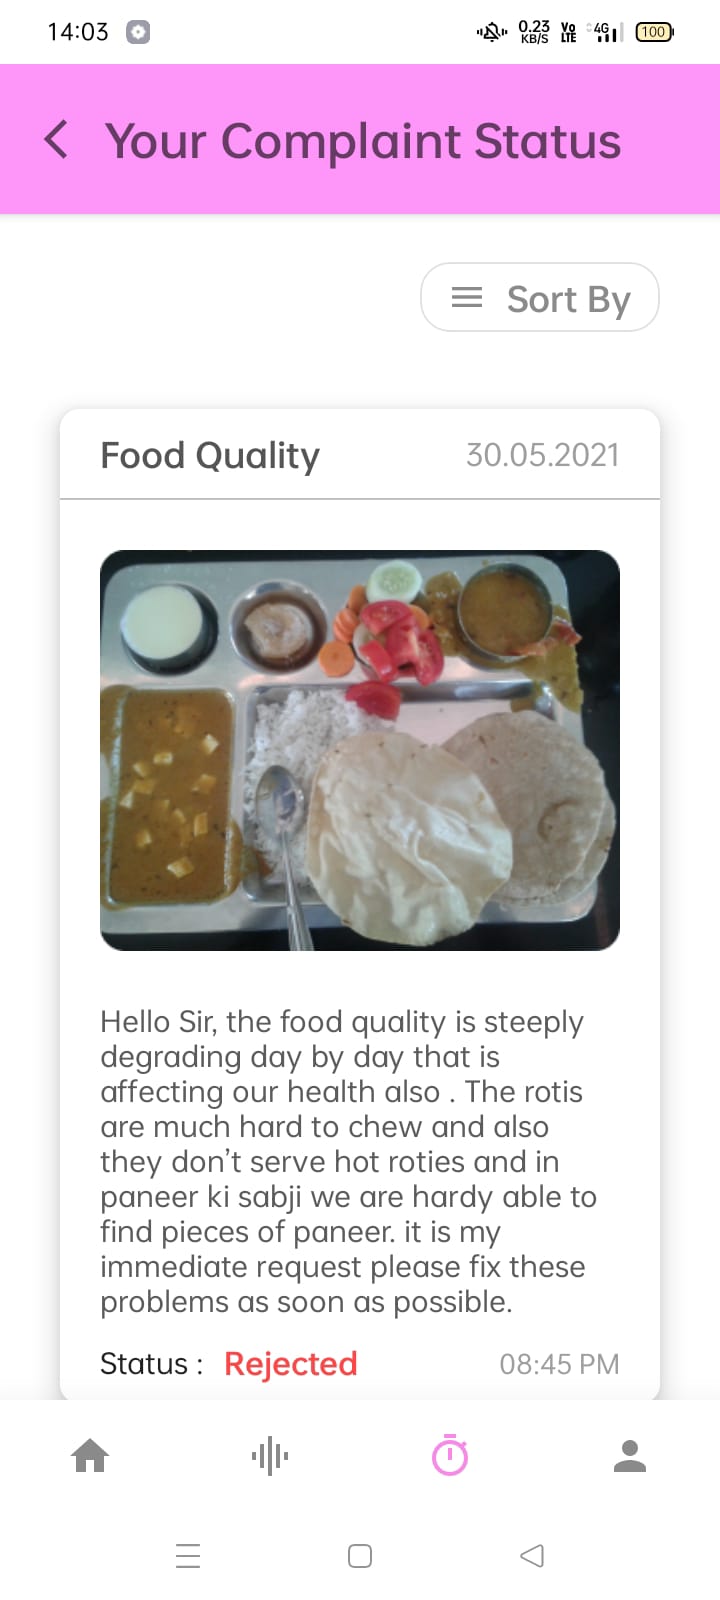 14:03
0.23 KB/S
Vo LTE
4G
100
Your Complaint Status
Sort By
Food Quality
30.05.2021
Hello Sir, the food quality is steeply
degrading day by day that is
affecting our health also . The rotis
are much hard to chew and also
they don’t serve hot roties and in
paneer ki sabji we are hardy able to
find pieces of paneer. it is my
immediate request please fix these
problems as soon as possible.
Status : Rejected
08:45 PM